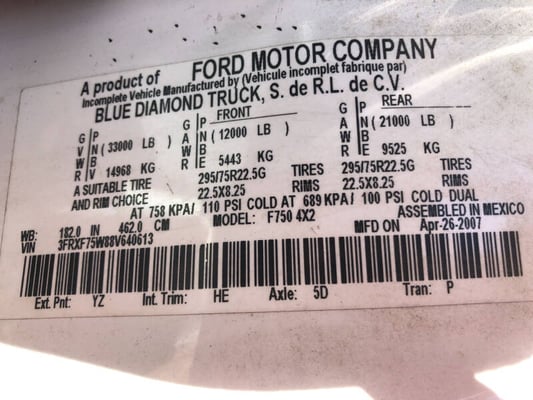 A product of FORD MOTOR COMPANY
Incomplete Vehicle Manufactured by (Vehicule incomplet fabrique par)
BLUE DIAMOND TRUCK, S. de R.L. de C.V.
FRONT REAR
G P G P G P
V N ( 33000 LB ) A N ( 12000 LB ) A N ( 21000 LB )
W B W B W B
R V 14968 KG R E 5443 KG R E 9525 KG
A SUITABLE TIRE 295/75R22.5G TIRES 295/75R22.5G TIRES
AND RIM CHOICE 22.5X8.25 RIMS 22.5X8.25 RIMS
AT 758 KPA/ 110 PSI COLD AT 689 KPA/ 100 PSI COLD DUAL
WB: 182.0 IN 462.0 CM MODEL: F750 4X2 ASSEMBLED IN MEXICO
VIN 3FRXF75W88V640613 MFD ON Apr-26-2007
Ext. Pnt: YZ Int. Trim: HE Axle: 5D Tran: P